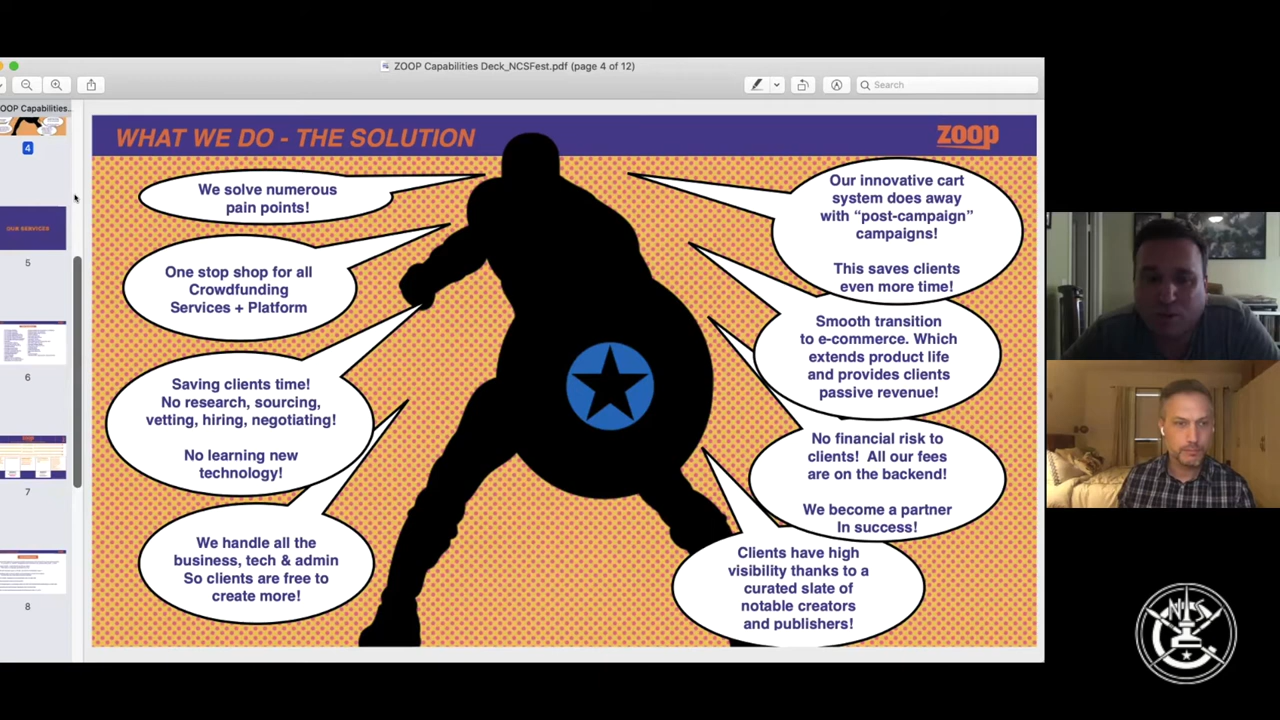 ZOOP Capabilities Deck_NCSFest.pdf (page 4 of 12)
Search
OOP Capabilities...
4
OUR SERVICES
5
6
7
8
WHAT WE DO - THE SOLUTION
zoop
We solve numerous
pain points!
One stop shop for all
Crowdfunding
Services + Platform
Saving clients time!
No research, sourcing,
vetting, hiring, negotiating!
No learning new
technology!
We handle all the
business, tech & admin
So clients are free to
create more!
Our innovative cart
system does away
with “post-campaign”
campaigns!
This saves clients
even more time!
Smooth transition
to e-commerce. Which
extends product life
and provides clients
passive revenue!
No financial risk to
clients! All our fees
are on the backend!
We become a partner
In success!
Clients have high
visibility thanks to a
curated slate of
notable creators
and publishers!
NCS